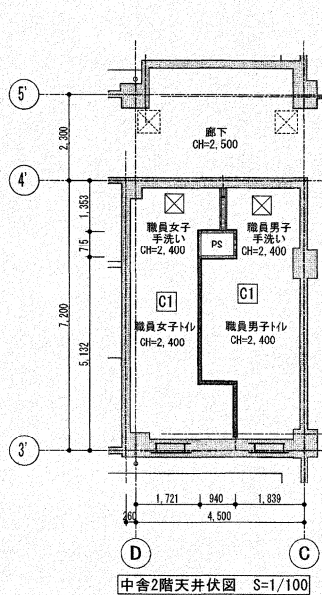 5'
2,300
廊下
CH=2,500
4'
1,353
職員女子
手洗い
CH=2,400
職員男子
手洗い
CH=2,400
PS
715
7,200
C1
C1
職員女子トイレ
CH=2,400
職員男子トイレ
CH=2,400
5,132
3'
1,721
940
1,839
260
4,500
D
C
中舎2階天井伏図 S=1/100